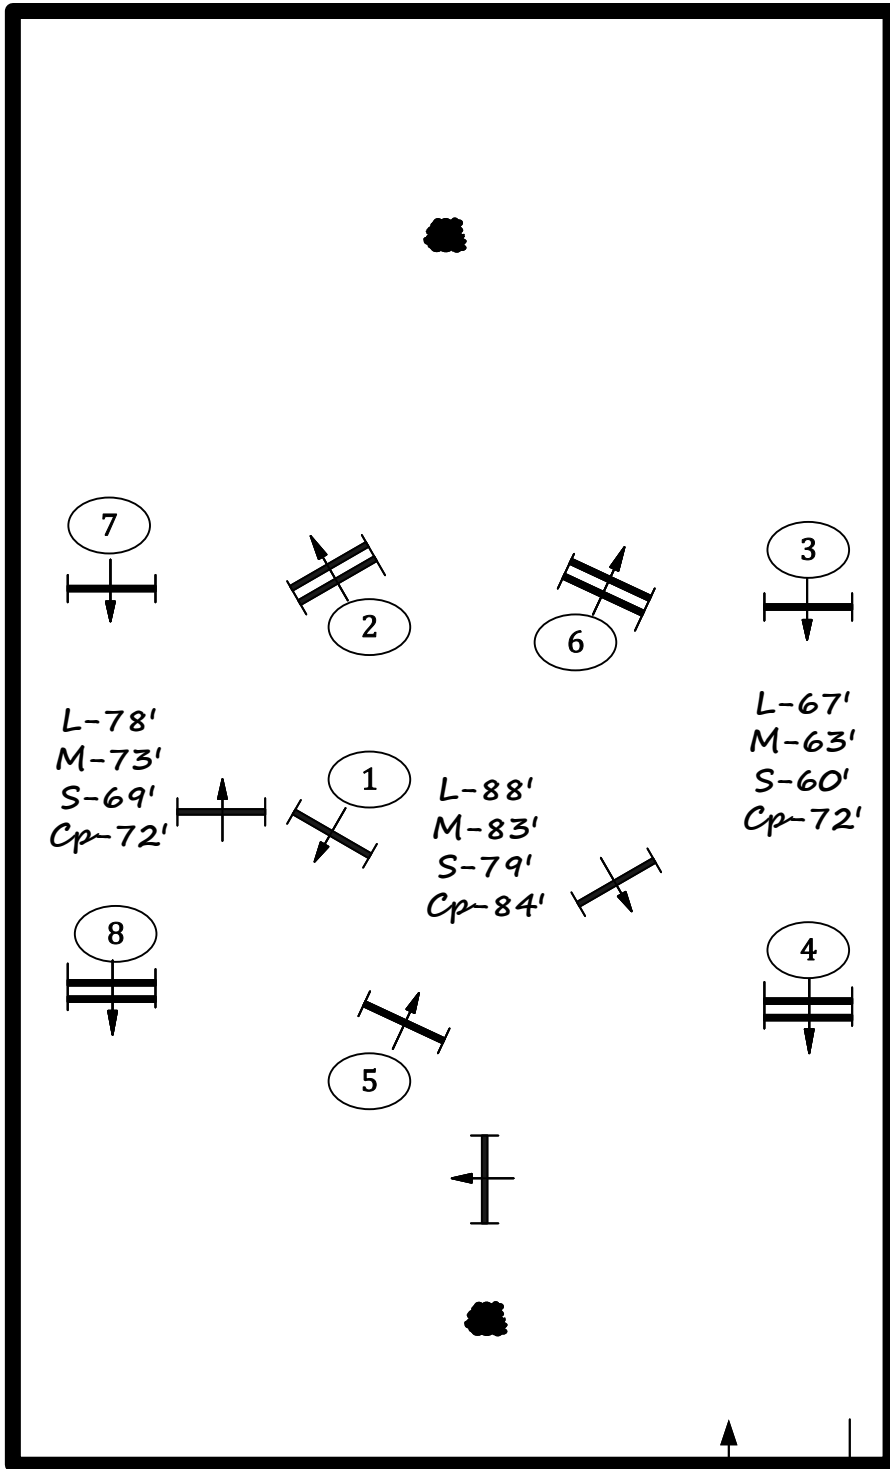 7
3
2
6
L-78'
M-73'
S-69'
Cp-72'
L-67'
M-63'
S-60'
Cp-72'
1
L-88'
M-83'
S-79'
Cp-84'
8
4
5